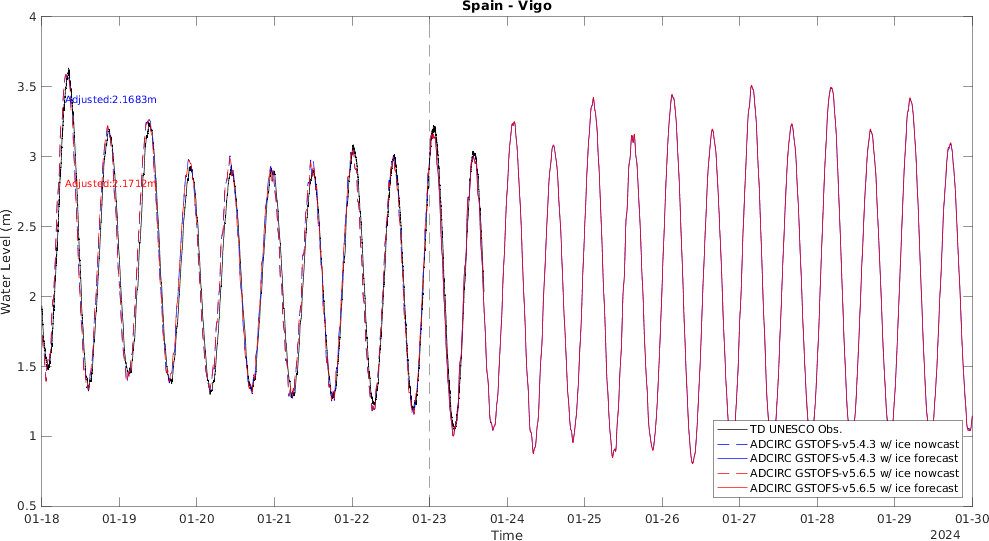 Spain - Vigo
4
3.5
3
2.5
2
1.5
1
0.5
Water Level (m)
Adjusted:2.1683m
Adjusted:2.1712m
TD UNESCO Obs.
ADCIRC GSTOFS-v5.4.3 w/ ice nowcast
ADCIRC GSTOFS-v5.4.3 w/ ice forecast
ADCIRC GSTOFS-v5.6.5 w/ ice nowcast
ADCIRC GSTOFS-v5.6.5 w/ ice forecast
01-18 01-19 01-20 01-21 01-22 01-23 01-24 01-25 01-26 01-27 01-28 01-29 01-30
Time
2024